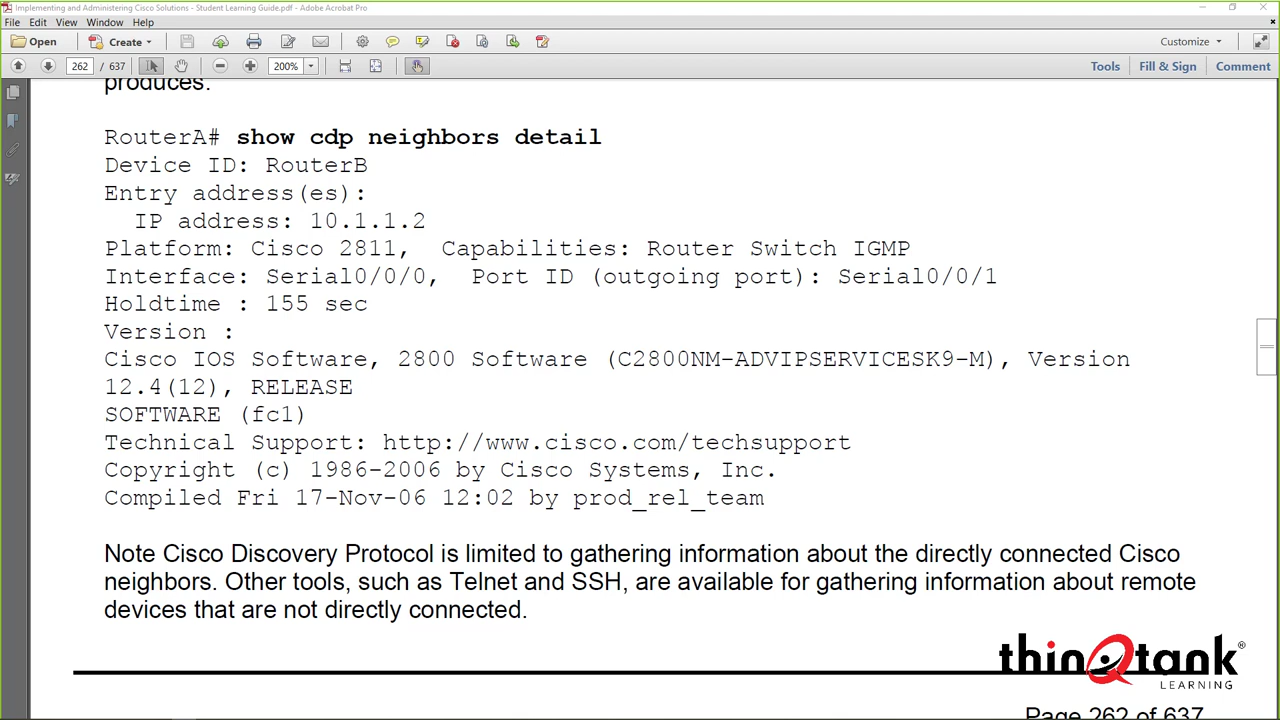 Implementing and Administering Cisco Solutions - Student Learning Guide.pdf - Adobe Acrobat Pro
File Edit View Window Help
Open Create Customize
262 / 637 200% Tools Fill & Sign Comment
produces.
RouterA# show cdp neighbors detail
Device ID: RouterB
Entry address(es):
IP address: 10.1.1.2
Platform: Cisco 2811, Capabilities: Router Switch IGMP
Interface: Serial0/0/0, Port ID (outgoing port): Serial0/0/1
Holdtime : 155 sec
Version :
Cisco IOS Software, 2800 Software (C2800NM-ADVIPSERVICESK9-M), Version
12.4(12), RELEASE
SOFTWARE (fc1)
Technical Support: http://www.cisco.com/techsupport
Copyright (c) 1986-2006 by Cisco Systems, Inc.
Compiled Fri 17-Nov-06 12:02 by prod_rel_team
Note Cisco Discovery Protocol is limited to gathering information about the directly connected Cisco
neighbors. Other tools, such as Telnet and SSH, are available for gathering information about remote
devices that are not directly connected.
thinQtank®
LEARNING
Page 262 of 637